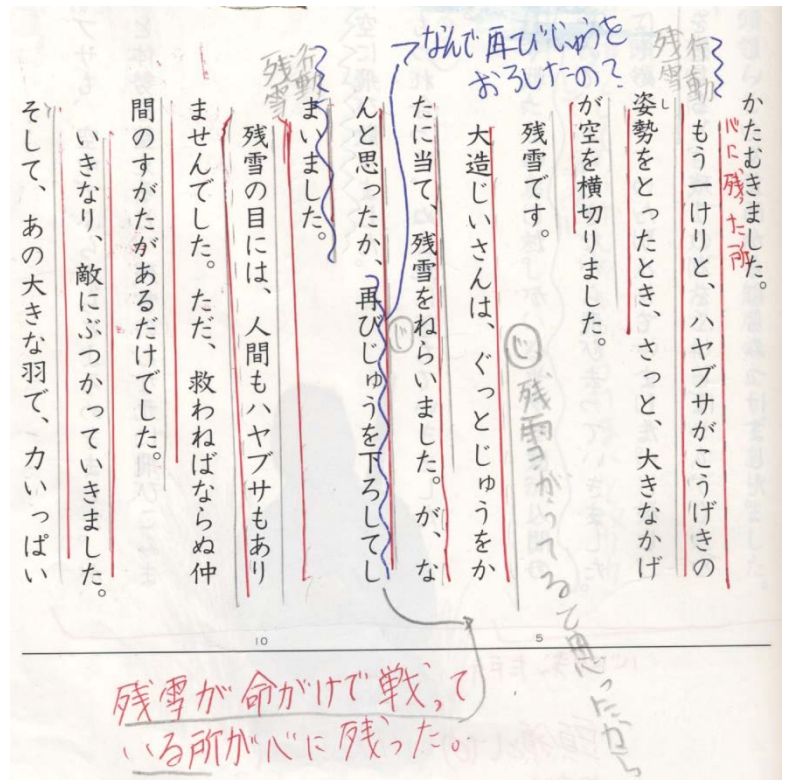 かたむきました。
心に残った所
行動
残雪
もう一けりと、ハヤブサがこうげきの
姿勢をとったとき、さっと、大きなかげ
し
が空を横切りました。
残雪です。
なんで再びじゅうを
おろしたの?
じ 残雪がうてるて思ったから
大造じいさんは、ぐっとじゅうをか
たに当て、残雪をねらいました。が、な
じ
んと思ったか、再びじゅうを下ろしてし
まいました。
行動
残雪
残雪の目には、人間もハヤブサもあり
ませんでした。ただ、救わねばならぬ仲
間のすがたがあるだけでした。
いきなり、敵にぶつかっていきました。
そして、あの大きな羽で、力いっぱい
5
10
残雪が命がけで戦って
いる所が心に残った。